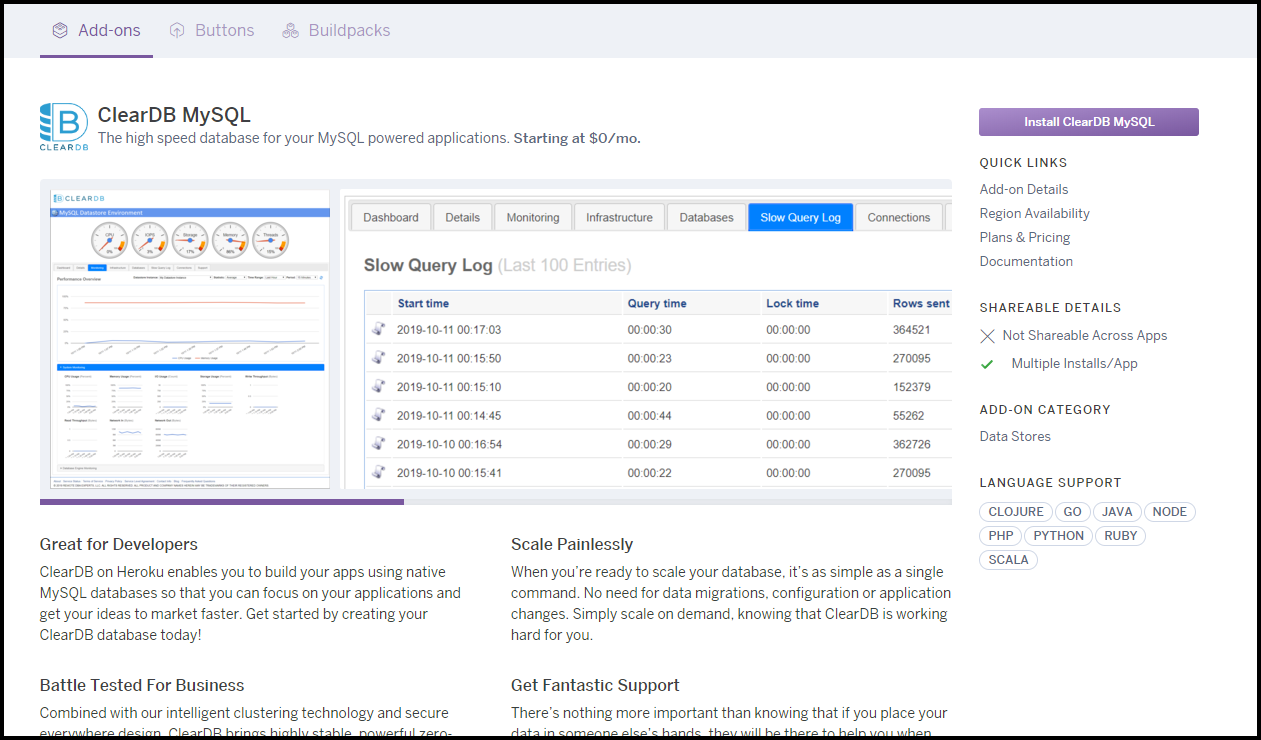 Add-ons
Buttons
Buildpacks
B
CLEARDB
ClearDB MySQL
The high speed database for your MySQL powered applications. Starting at $0/mo.
CLEARDB
MySQL Datastore Environment
CPU
IOPS
Storage
Memory
Threads
Performance Overview
Dashboard
Details
Monitoring
Infrastructure
Databases
Slow Query Log
Connections
Slow Query Log (Last 100 Entries)
Start time Query time Lock time Rows sent
2019-10-11 00:17:03 00:00:30 00:00:00 364521
2019-10-11 00:15:50 00:00:23 00:00:00 270095
2019-10-11 00:15:10 00:00:20 00:00:00 152379
2019-10-11 00:14:45 00:00:44 00:00:00 55262
2019-10-10 00:16:54 00:00:29 00:00:00 362726
2019-10-10 00:15:41 00:00:22 00:00:00 270095
Great for Developers
ClearDB on Heroku enables you to build your apps using native
MySQL databases so that you can focus on your applications and
get your ideas to market faster. Get started by creating your
ClearDB database today!
Scale Painlessly
When you’re ready to scale your database, it’s as simple as a single
command. No need for data migrations, configuration or application
changes. Simply scale on demand, knowing that ClearDB is working
hard for you.
Battle Tested For Business
Combined with our intelligent clustering technology and secure
everywhere design, ClearDB brings highly stable, powerful zero-
Get Fantastic Support
There’s nothing more important than knowing that if you place your
data in someone else’s hands, they will be there to help you when
Install ClearDB MySQL
QUICK LINKS
Add-on Details
Region Availability
Plans & Pricing
Documentation
SHAREABLE DETAILS
Not Shareable Across Apps
Multiple Installs/App
ADD-ON CATEGORY
Data Stores
LANGUAGE SUPPORT
CLOJURE GO JAVA NODE
PHP PYTHON RUBY
SCALA